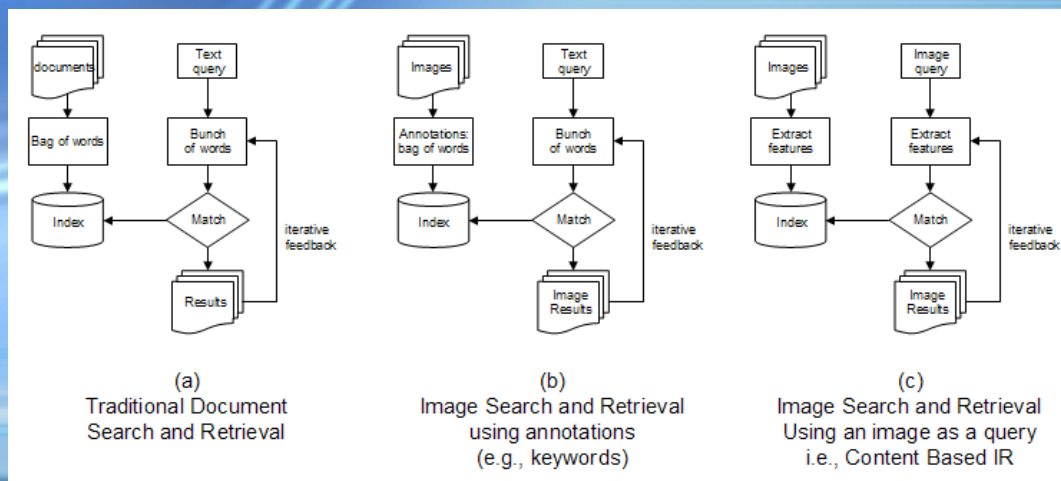 documents
Text
query
Bag of words
Bunch
of words
Index
Match
iterative
feedback
Results
(a)
Traditional Document
Search and Retrieval
Images
Text
query
Annotations:
bag of words
Bunch
of words
Index
Match
iterative
feedback
Image
Results
(b)
Image Search and Retrieval
using annotations
(e.g., keywords)
Images
Image
query
Extract
features
Extract
features
Index
Match
iterative
feedback
Image
Results
(c)
Image Search and Retrieval
Using an image as a query
i.e., Content Based IR